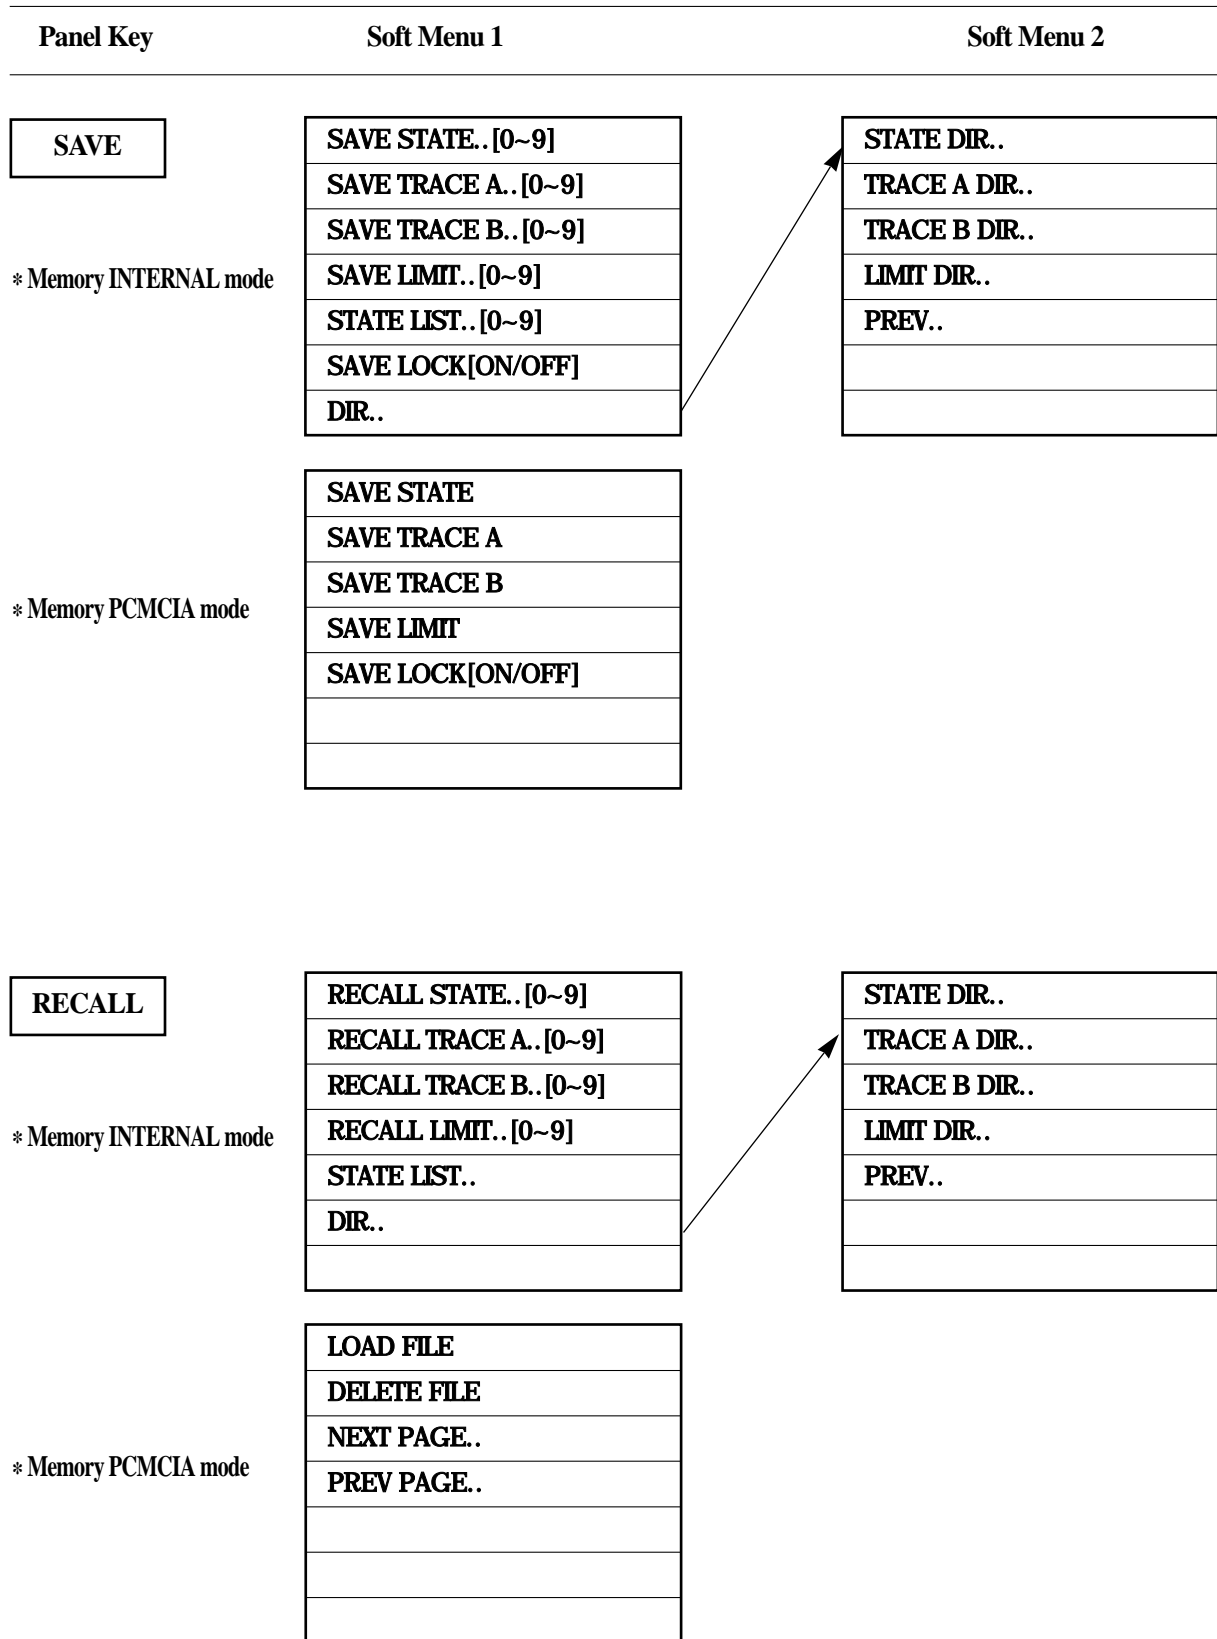 Panel Key Soft Menu 1 Soft Menu 2
SAVE
* Memory INTERNAL mode
SAVE STATE..[0~9]
SAVE TRACE A..[0~9]
SAVE TRACE B..[0~9]
SAVE LIMIT..[0~9]
STATE LIST..[0~9]
SAVE LOCK[ON/OFF]
DIR..
STATE DIR..
TRACE A DIR..
TRACE B DIR..
LIMIT DIR..
PREV..
* Memory PCMCIA mode
SAVE STATE
SAVE TRACE A
SAVE TRACE B
SAVE LIMIT
SAVE LOCK[ON/OFF]
RECALL
* Memory INTERNAL mode
RECALL STATE..[0~9]
RECALL TRACE A..[0~9]
RECALL TRACE B..[0~9]
RECALL LIMIT..[0~9]
STATE LIST..
DIR..
STATE DIR..
TRACE A DIR..
TRACE B DIR..
LIMIT DIR..
PREV..
* Memory PCMCIA mode
LOAD FILE
DELETE FILE
NEXT PAGE..
PREV PAGE..